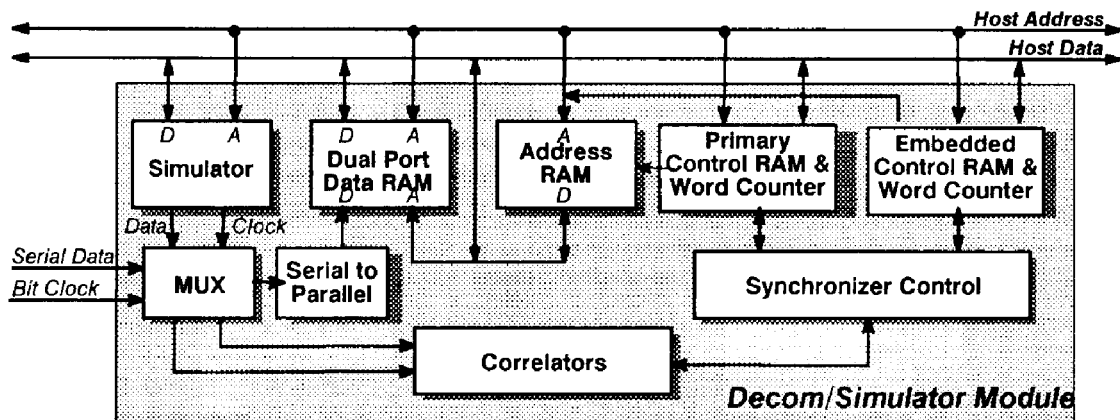 Host Address
Host Data
D A
Simulator
D A
Dual Port
Data RAM
D A
A
Address
RAM
D
Primary
Control RAM &
Word Counter
Embedded
Control RAM &
Word Counter
Data
Clock
Serial Data
Bit Clock
MUX
Serial to
Parallel
Synchronizer Control
Correlators
Decom/Simulator Module